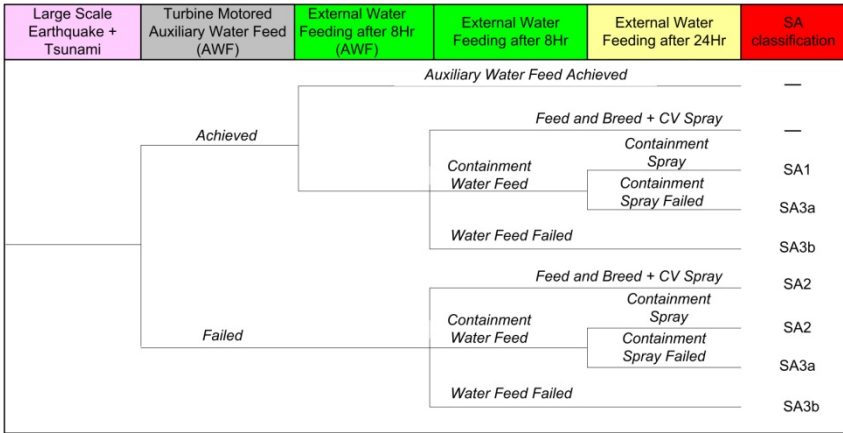 Large Scale
Earthquake +
Tsunami
Turbine Motored
Auxiliary Water Feed
(AWF)
External Water
Feeding after 8Hr
(AWF)
External Water
Feeding after 8Hr
External Water
Feeding after 24Hr
SA
classification
Auxiliary Water Feed Achieved
—
Feed and Breed + CV Spray
—
Achieved
Containment
Spray
Containment
Water Feed
SA1
Containment
Spray Failed
SA3a
Water Feed Failed
SA3b
Feed and Breed + CV Spray
SA2
Containment
Spray
Failed
Containment
Water Feed
SA2
Containment
Spray Failed
SA3a
Water Feed Failed
SA3b